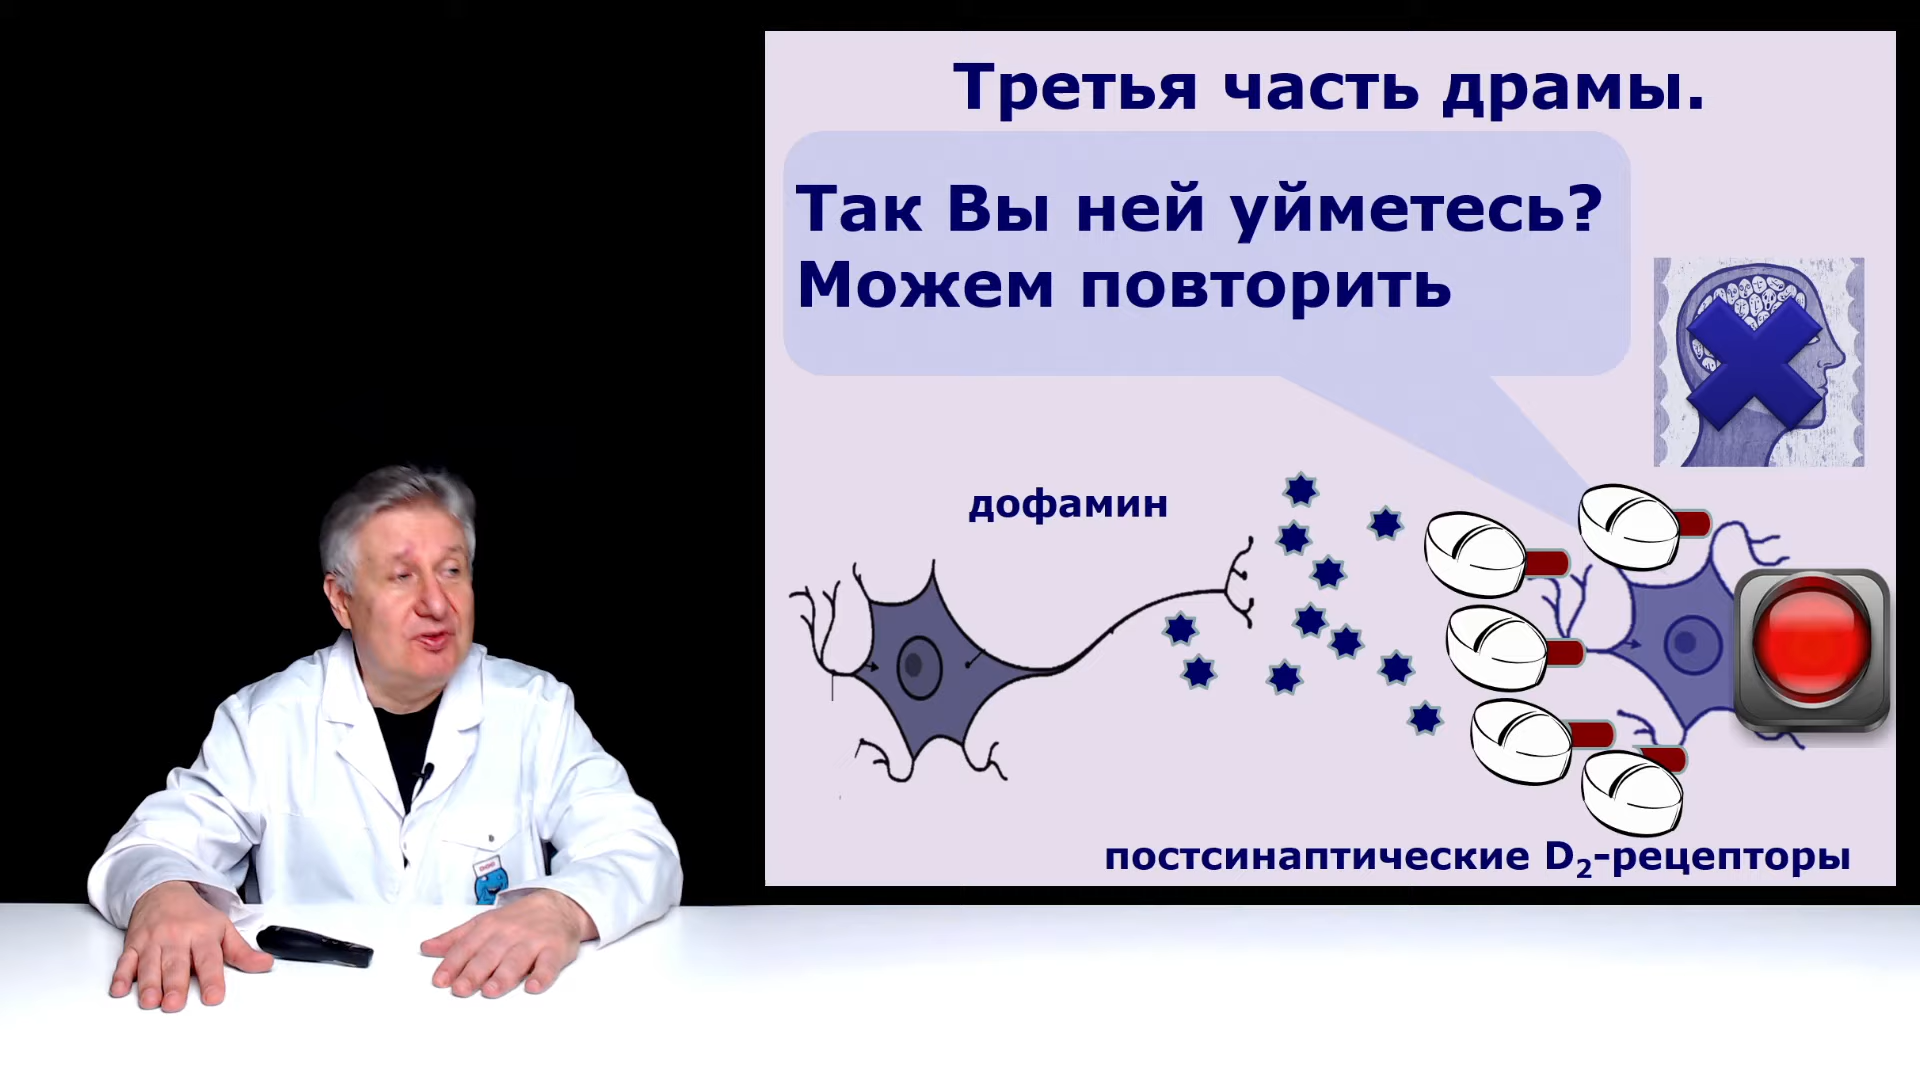 Третья часть драмы.
Так Вы ней уйметесь?
Можем повторить
дофамин
постсинаптические D₂-рецепторы